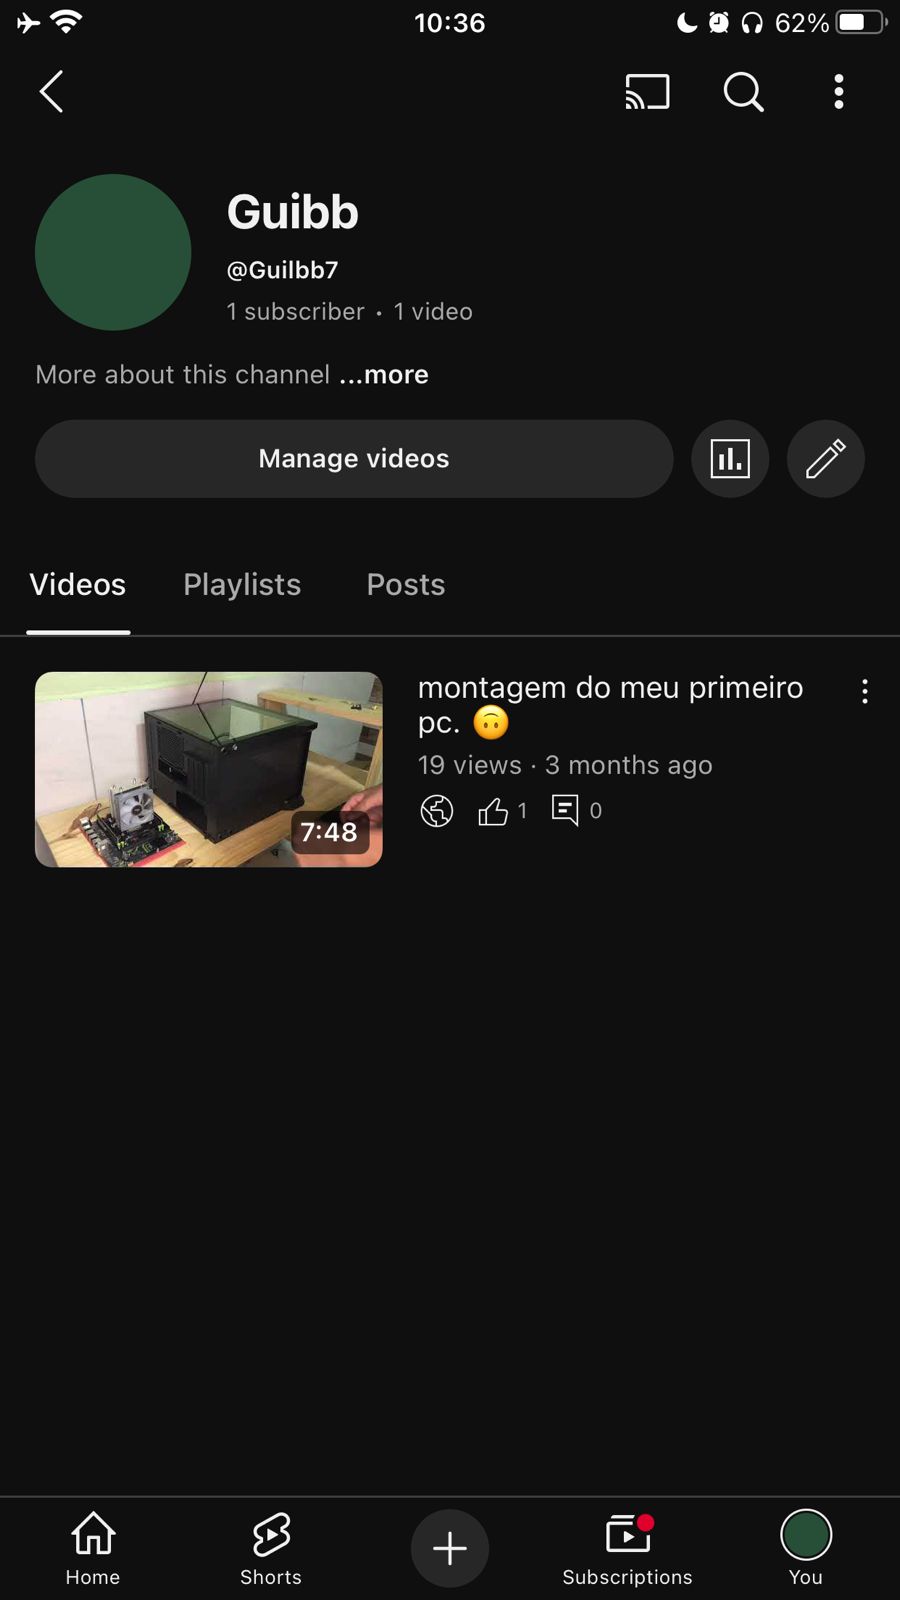 10:36
62%
Guibb
@Guilbb7
1 subscriber • 1 video
More about this channel ...more
Manage videos
Videos Playlists Posts
montagem do meu primeiro
pc. 🙃
7:48
19 views · 3 months ago
1 0
Home Shorts Subscriptions You